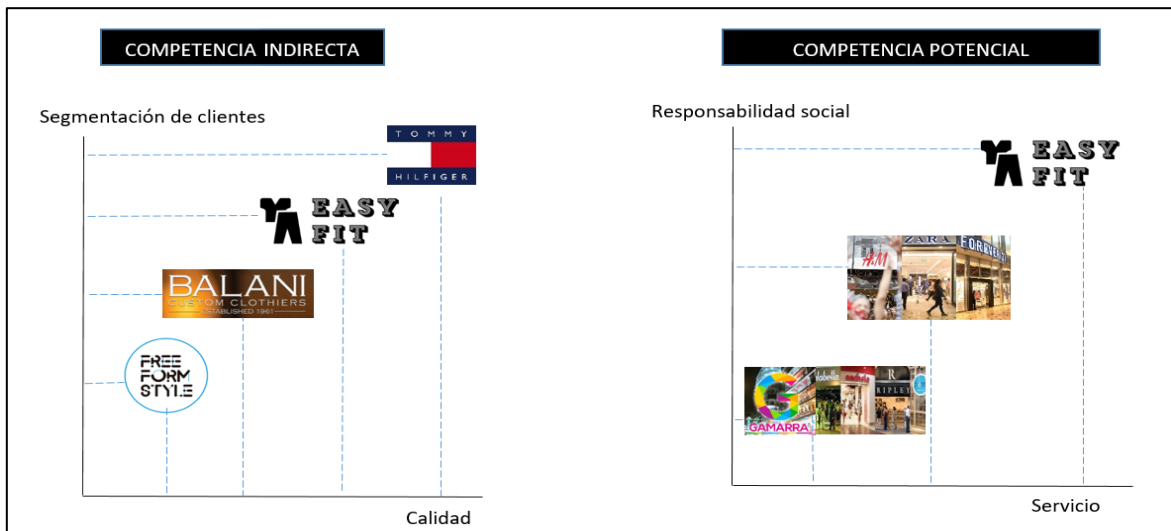 COMPETENCIA INDIRECTA
Segmentación de clientes
TOMMY
HILFIGER
EASY
FIT
BALANI
CUSTOM CLOTHIERS
ESTABLISHED 1961
FREE
FORM
STYLE
Calidad
COMPETENCIA POTENCIAL
Responsabilidad social
EASY
FIT
H&M
ZARA
FOREVER
GAMARRA
R
RIPLEY
Servicio